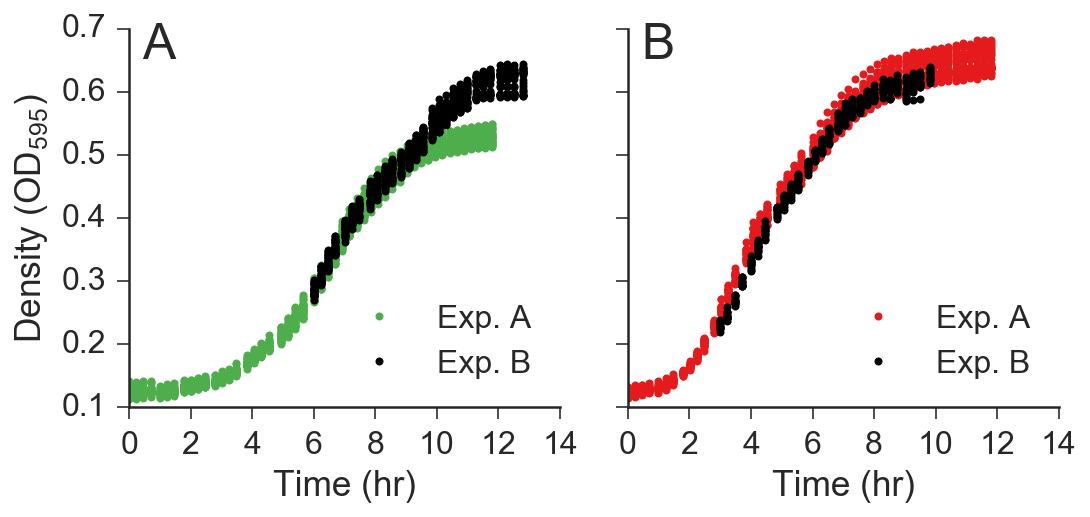 A
B
0.7
0.6
0.5
0.4
0.3
0.2
0.1
Density (OD₅₉₅)
Exp. A
Exp. B
0 2 4 6 8 10 12 14
Time (hr)
Exp. A
Exp. B
0 2 4 6 8 10 12 14
Time (hr)